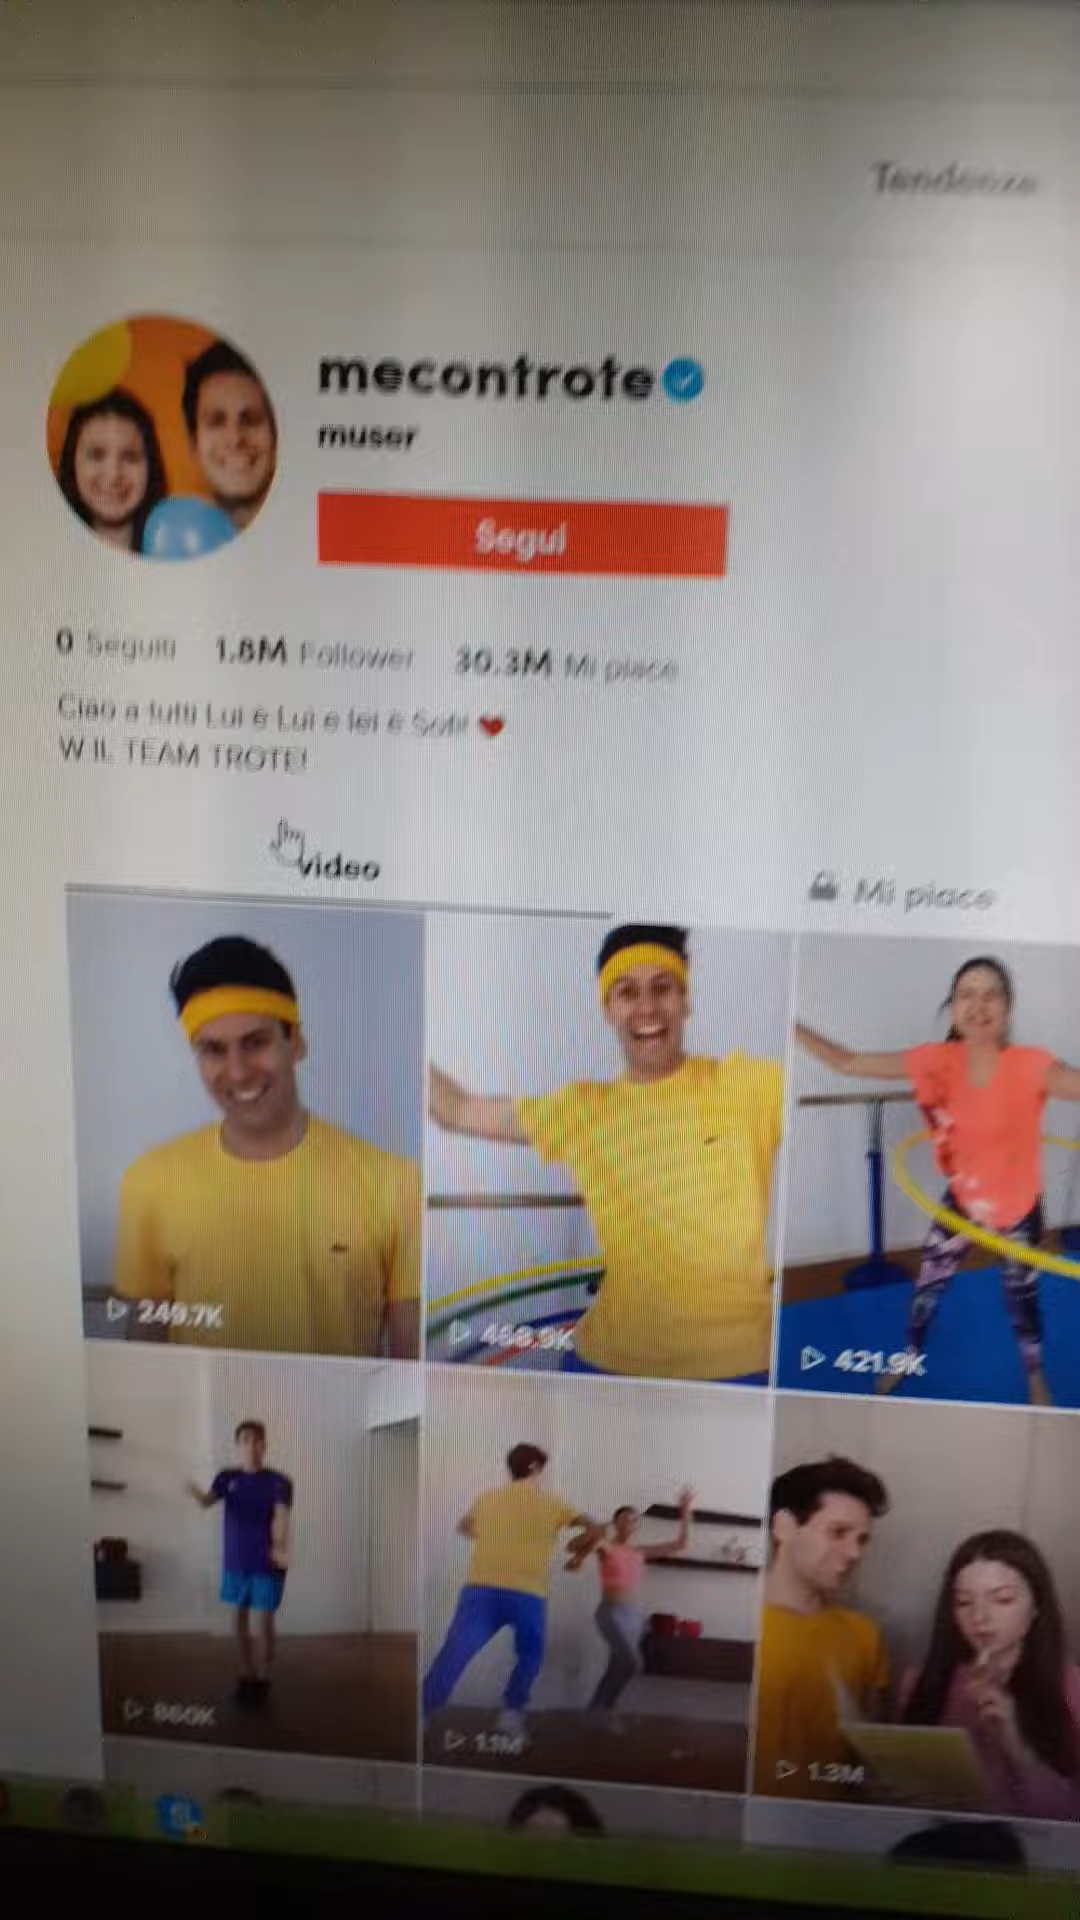 Tendenze
mecontrote
muser
Segui
0 Seguiti 1.8M Follower 30.3M Mi piace
Ciao a tutti Lui è Luì e lei è Sofì!
W IL TEAM TROTE!
video
Mi piace
249.7K
421.9K
860K
1.1M
1.3M